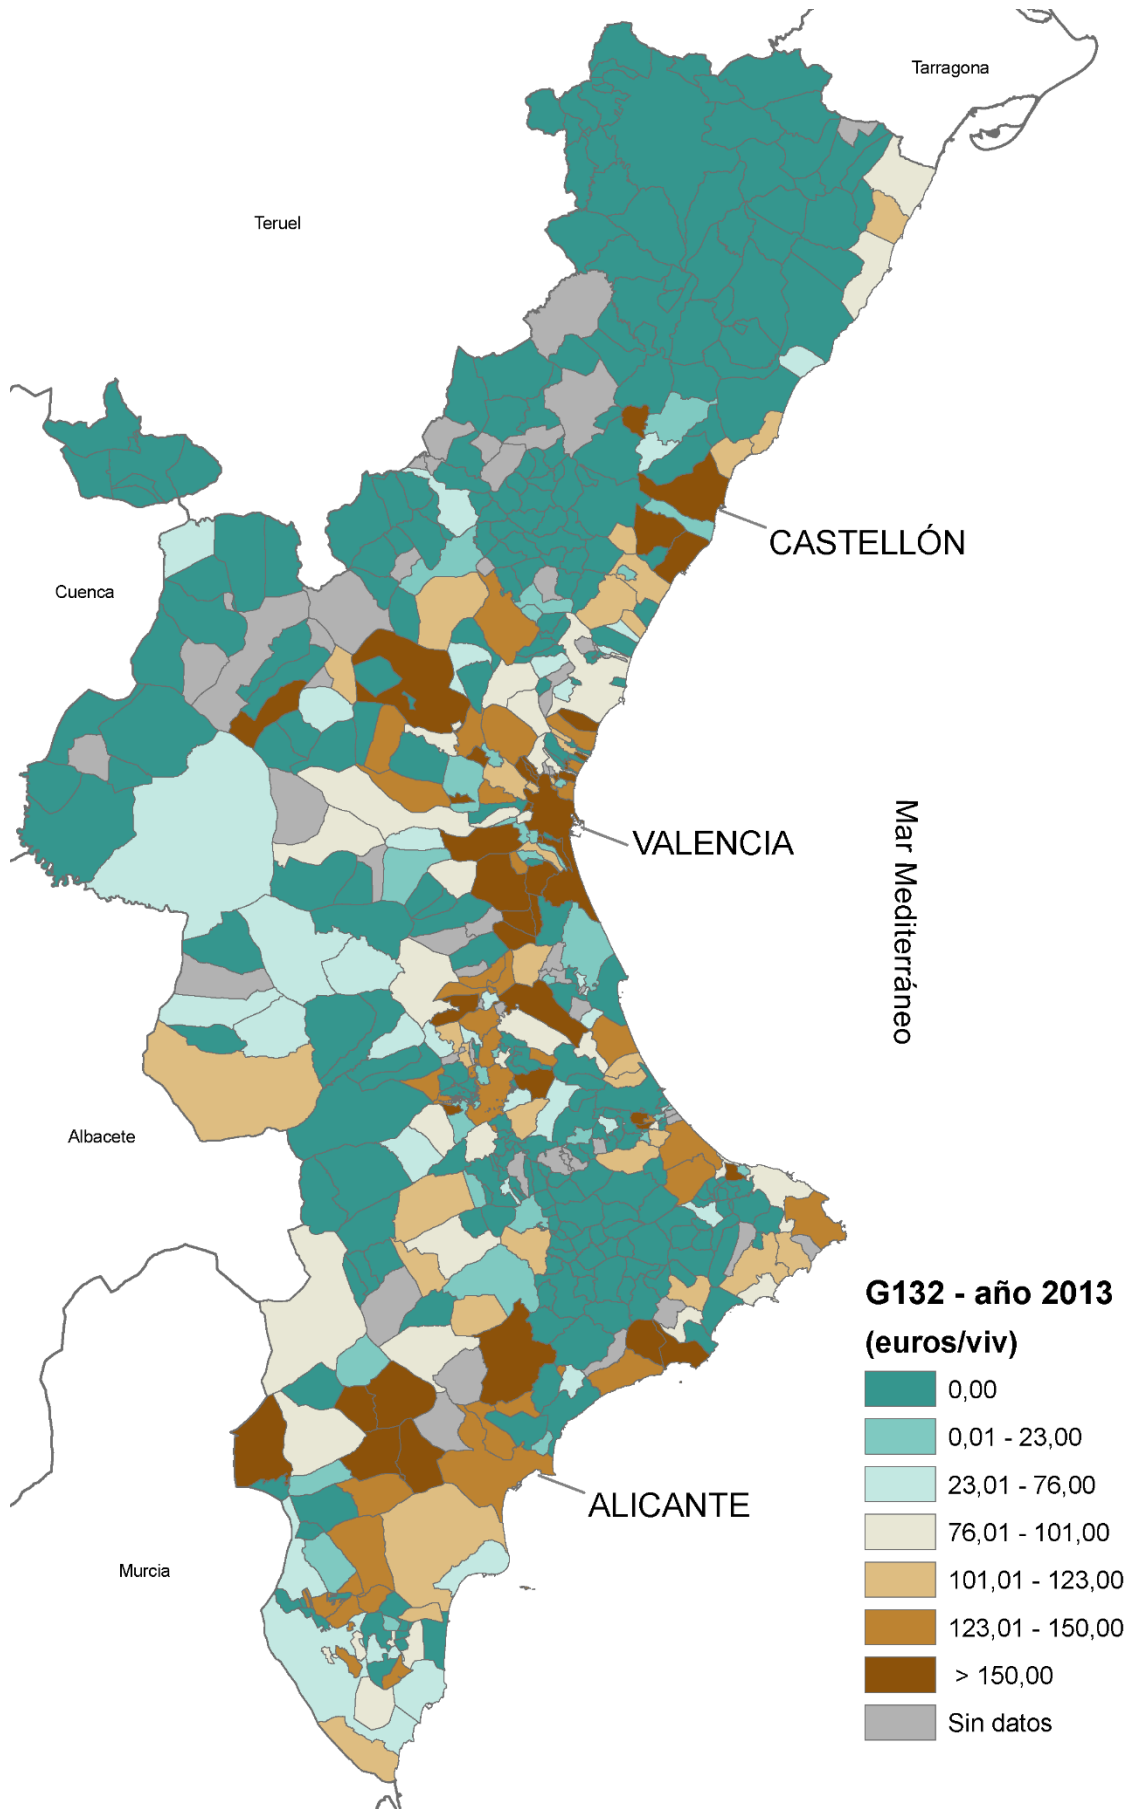 Tarragona
Teruel
CASTELLÓN
Cuenca
Mar Mediterráneo
VALENCIA
Albacete
G132 - año 2013
(euros/viv)
0,00
0,01 - 23,00
23,01 - 76,00
76,01 - 101,00
101,01 - 123,00
123,01 - 150,00
> 150,00
Sin datos
ALICANTE
Murcia